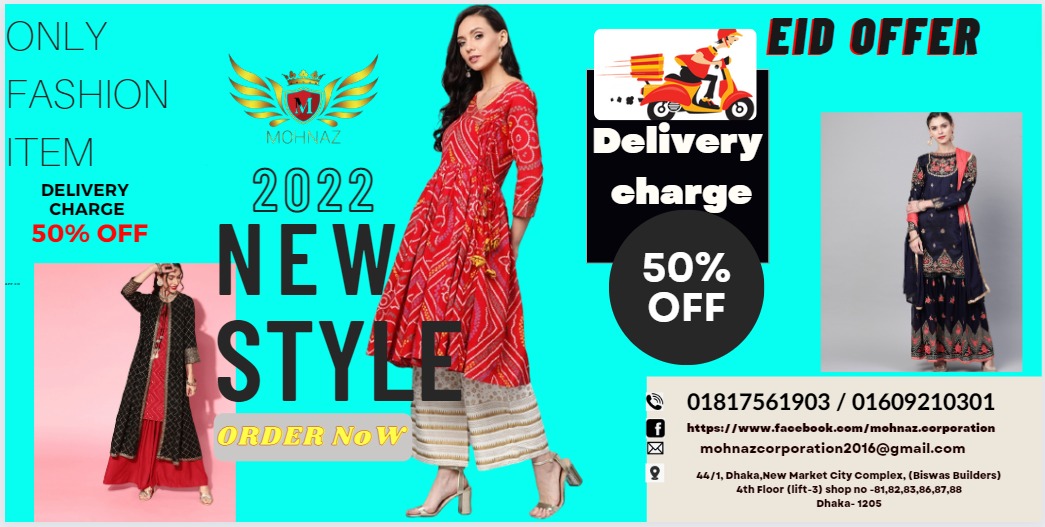 ONLY
FASHION
ITEM
DELIVERY
CHARGE
50% OFF
M
MOHNAZ
2022
NEW
STYLE
ORDER NoW
Delivery
charge
50%
OFF
EID OFFER
01817561903 / 01609210301
f https://www.facebook.com/mohnaz.corporation
mohnazcorporation2016@gmail.com
44/1, Dhaka,New Market City Complex, (Biswas Builders)
4th Floor (lift-3) shop no -81,82,83,86,87,88
Dhaka- 1205